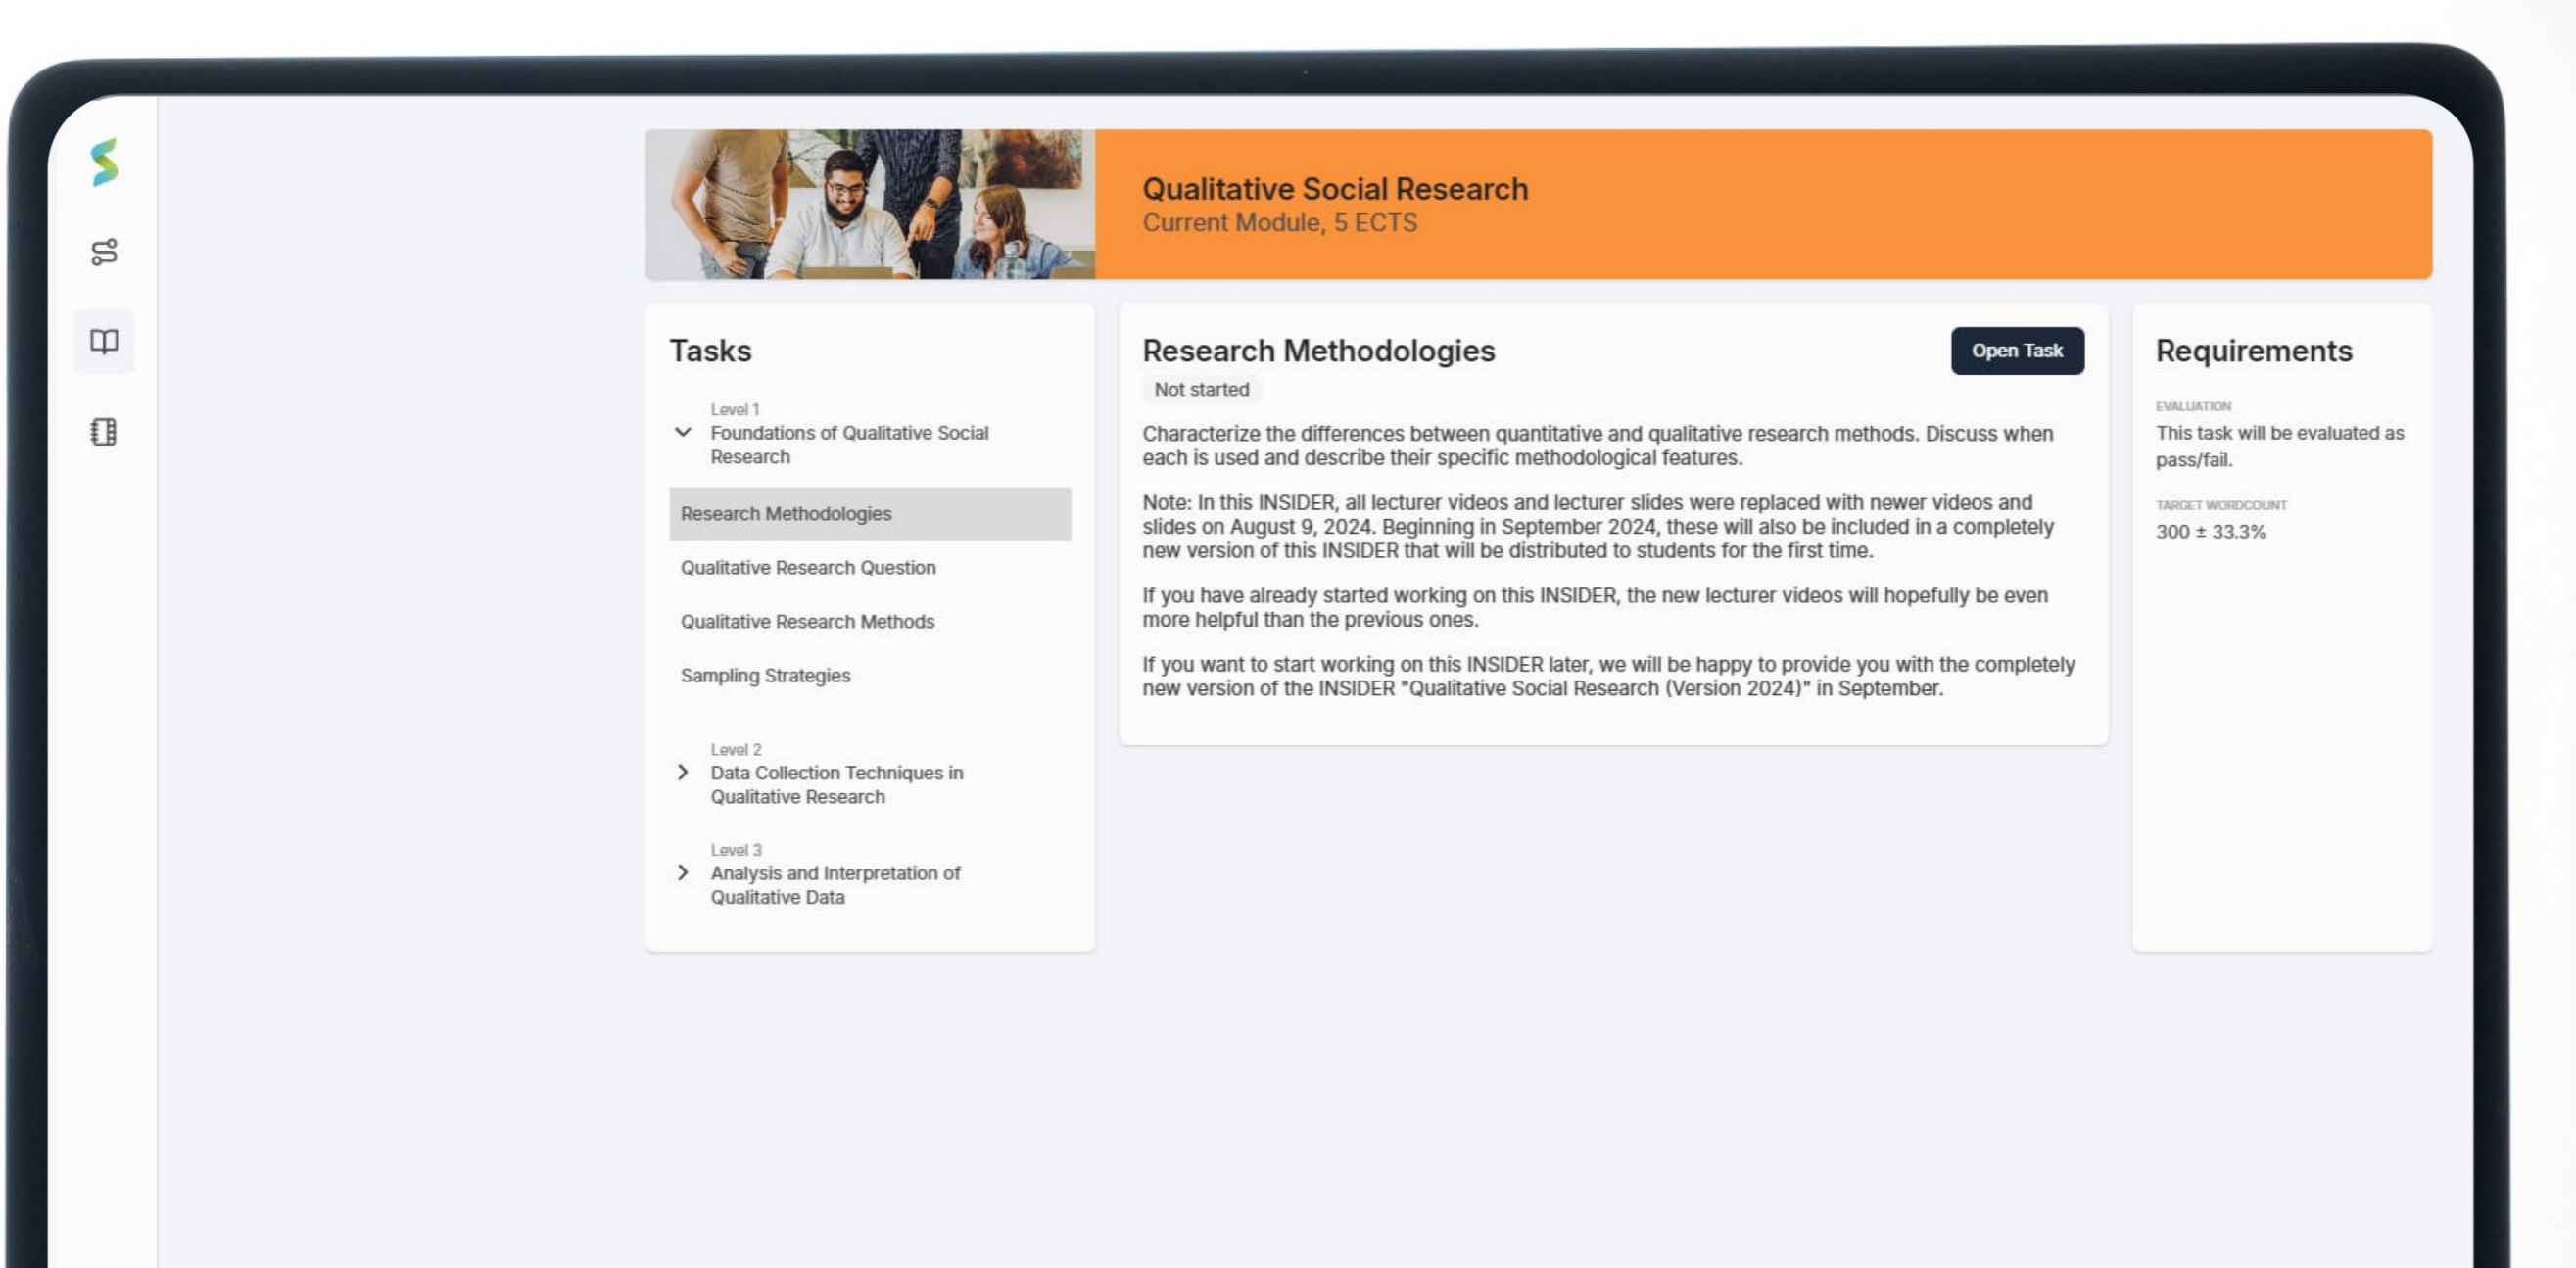 Qualitative Social Research
Current Module, 5 ECTS
Tasks
Level 1
Foundations of Qualitative Social
Research
Research Methodologies
Qualitative Research Question
Qualitative Research Methods
Sampling Strategies
Level 2
Data Collection Techniques in
Qualitative Research
Level 3
Analysis and Interpretation of
Qualitative Data
Research Methodologies
Open Task
Not started
Characterize the differences between quantitative and qualitative research methods. Discuss when
each is used and describe their specific methodological features.
Note: In this INSIDER, all lecturer videos and lecturer slides were replaced with newer videos and
slides on August 9, 2024. Beginning in September 2024, these will also be included in a completely
new version of this INSIDER that will be distributed to students for the first time.
If you have already started working on this INSIDER, the new lecturer videos will hopefully be even
more helpful than the previous ones.
If you want to start working on this INSIDER later, we will be happy to provide you with the completely
new version of the INSIDER "Qualitative Social Research (Version 2024)" in September.
Requirements
EVALUATION
This task will be evaluated as
pass/fail.
TARGET WORDCOUNT
300 ± 33.3%